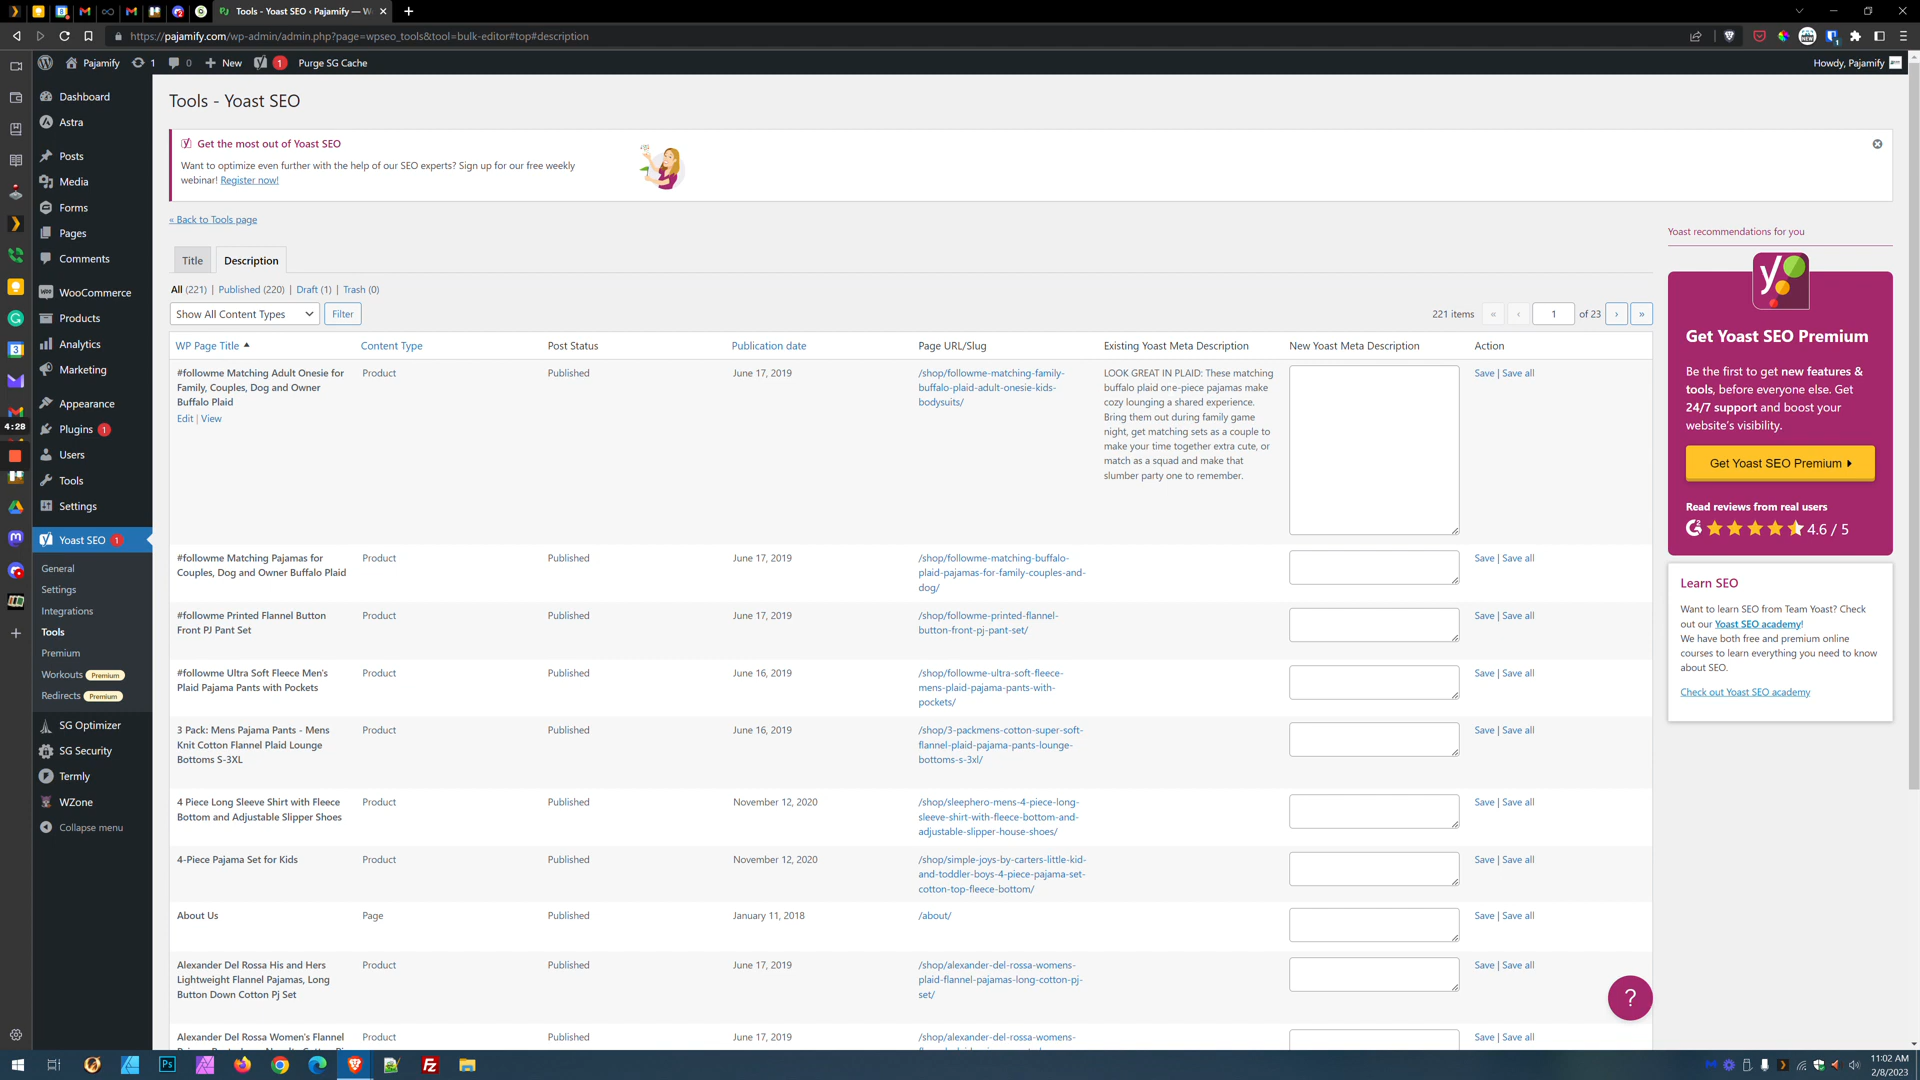 Tools - Yoast SEO ‹ Pajamify — W
https://pajamify.com/wp-admin/admin.php?page=wpseo_tools&tool=bulk-editor#top#description
Pajamify 1 0 New 1 Purge SG Cache Howdy, Pajamify
Dashboard
Astra
Posts
Media
Forms
Pages
Comments
WooCommerce
Products
Analytics
Marketing
Appearance
Plugins 1
Users
Tools
Settings
Yoast SEO 1
General
Settings
Integrations
Tools
Premium
Workouts Premium
Redirects Premium
SG Optimizer
SG Security
Termly
WZone
Collapse menu
4:28
Tools - Yoast SEO
Get the most out of Yoast SEO
Want to optimize even further with the help of our SEO experts? Sign up for our free weekly
webinar! Register now!
« Back to Tools page
Title Description
All (221) | Published (220) | Draft (1) | Trash (0)
Show All Content Types Filter
221 items « ‹ 1 of 23 › »
WP Page Title Content Type Post Status Publication date Page URL/Slug Existing Yoast Meta Description New Yoast Meta Description Action
#followme Matching Adult Onesie for
Family, Couples, Dog and Owner
Buffalo Plaid
Edit | View
Product
Published
June 17, 2019
/shop/followme-matching-family-
buffalo-plaid-adult-onesie-kids-
bodysuits/
LOOK GREAT IN PLAID: These matching
buffalo plaid one-piece pajamas make
cozy lounging a shared experience.
Bring them out during family game
night, get matching sets as a couple to
make your time together extra cute, or
match as a squad and make that
slumber party one to remember.
Save | Save all
#followme Matching Pajamas for
Couples, Dog and Owner Buffalo Plaid
Product
Published
June 17, 2019
/shop/followme-matching-buffalo-
plaid-pajamas-for-family-couples-and-
dog/
Save | Save all
#followme Printed Flannel Button
Front PJ Pant Set
Product
Published
June 17, 2019
/shop/followme-printed-flannel-
button-front-pj-pant-set/
Save | Save all
#followme Ultra Soft Fleece Men's
Plaid Pajama Pants with Pockets
Product
Published
June 16, 2019
/shop/followme-ultra-soft-fleece-
mens-plaid-pajama-pants-with-
pockets/
Save | Save all
3 Pack: Mens Pajama Pants - Mens
Knit Cotton Flannel Plaid Lounge
Bottoms S-3XL
Product
Published
June 16, 2019
/shop/3-packmens-cotton-super-soft-
flannel-plaid-pajama-pants-lounge-
bottoms-s-3xl/
Save | Save all
4 Piece Long Sleeve Shirt with Fleece
Bottom and Adjustable Slipper Shoes
Product
Published
November 12, 2020
/shop/sleephero-mens-4-piece-long-
sleeve-shirt-with-fleece-bottom-and-
adjustable-slipper-house-shoes/
Save | Save all
4-Piece Pajama Set for Kids
Product
Published
November 12, 2020
/shop/simple-joys-by-carters-little-kid-
and-toddler-boys-4-piece-pajama-set-
cotton-top-fleece-bottom/
Save | Save all
About Us
Page
Published
January 11, 2018
/about/
Save | Save all
Alexander Del Rossa His and Hers
Lightweight Flannel Pajamas, Long
Button Down Cotton Pj Set
Product
Published
June 17, 2019
/shop/alexander-del-rossa-womens-
plaid-flannel-pajamas-long-cotton-pj-
set/
Save | Save all
Alexander Del Rossa Women's Flannel
Product
Published
June 17, 2019
/shop/alexander-del-rossa-womens-
Save | Save all
Yoast recommendations for you
Get Yoast SEO Premium
Be the first to get new features &
tools, before everyone else. Get
24/7 support and boost your
website's visibility.
Get Yoast SEO Premium
Read reviews from real users
4.6 / 5
Learn SEO
Want to learn SEO from Team Yoast? Check
out our Yoast SEO academy!
We have both free and premium online
courses to learn everything you need to know
about SEO.
Check out Yoast SEO academy
?
11:02 AM
2/8/2023